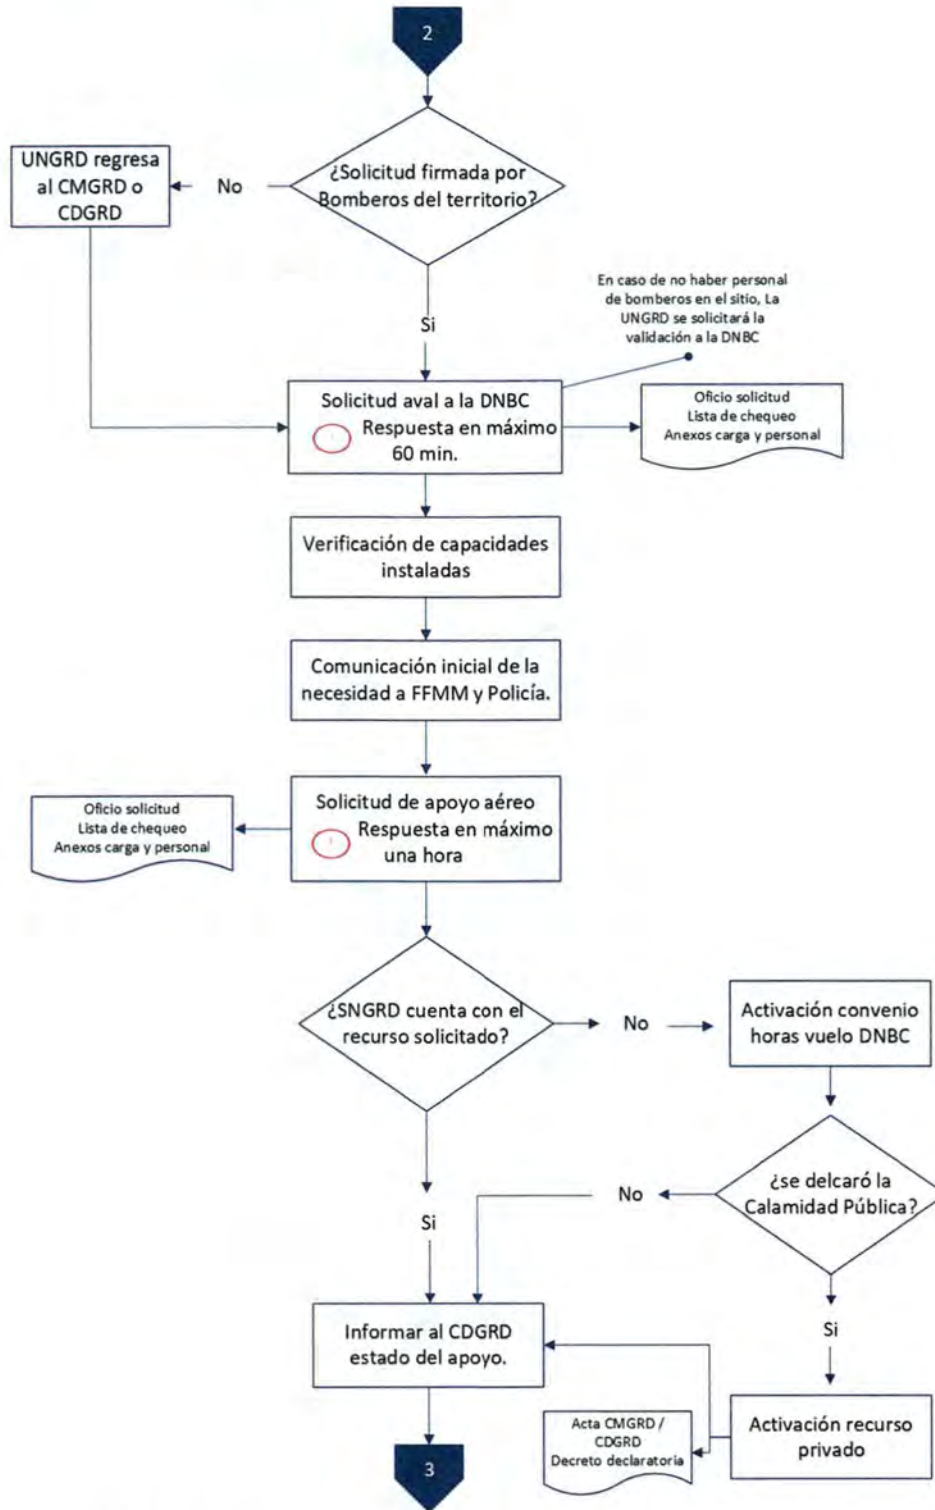 2
¿Solicitud firmada por
Bomberos del territorio?
No
UNGRD regresa
al CMGRD o
CDGRD
Si
En caso de no haber personal
de bomberos en el sitio, La
UNGRD se solicitará la
validación a la DNBC
Solicitud aval a la DNBC
Respuesta en máximo
60 min.
Oficio solicitud
Lista de chequeo
Anexos carga y personal
Verificación de capacidades
instaladas
Comunicación inicial de la
necesidad a FFMM y Policía.
Solicitud de apoyo aéreo
Respuesta en máximo
una hora
Oficio solicitud
Lista de chequeo
Anexos carga y personal
¿SNGRD cuenta con el
recurso solicitado?
No
Activación convenio
horas vuelo DNBC
¿se delcaró la
Calamidad Pública?
No
Si
Si
Informar al CDGRD
estado del apoyo.
Activación recurso
privado
Acta CMGRD /
CDGRD
Decreto declaratoria
3